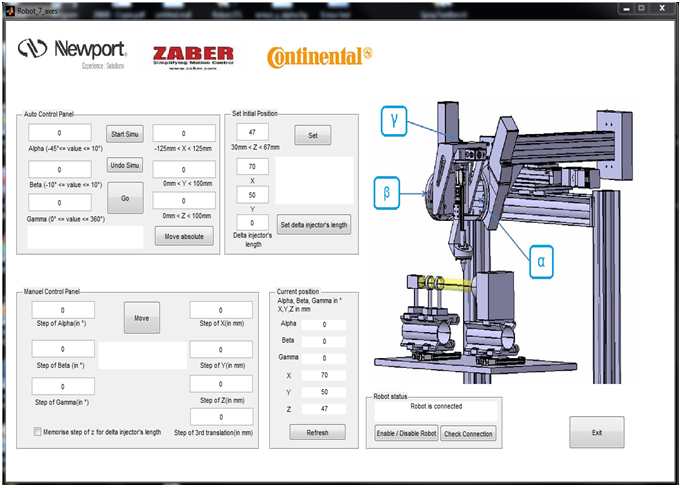 Robot_7_axes
Newport®
Experience | Solutions
ZABER
Simplifying Motion Control
www.zaber.com
Continental
Auto Control Panel
0
Start Simu
0
Alpha (-45°<= value <= 10°)
-125mm < X < 125mm
0
Undo Simu
0
Beta (-10°<= value <= 10°)
0mm < Y < 100mm
0
Go
0
Gamma (0°<= value <= 360°)
0mm < Z < 100mm
Move absolute
Set Initial Position
47
Set
30mm < Z < 67mm
70
X
50
Y
0
Set delta injector's length
Delta injector's
length
γ
β
α
Manuel Control Panel
0
Move
0
Step of Alpha(in °)
Step of X(in mm)
0
0
Step of Beta (in °)
Step of Y(in mm)
0
0
Step of Gamma(in °)
Step of Z(in mm)
0
Memorise step of z for delta injector's length
Step of 3rd translation(in mm)
Current position
Alpha, Beta, Gamma in °
X,Y,Z in mm
Alpha 0
Beta 0
Gamma 0
X 70
Y 50
Z 47
Refresh
Robot status
Robot is connected
Enable / Disable Robot
Check Connection
Exit